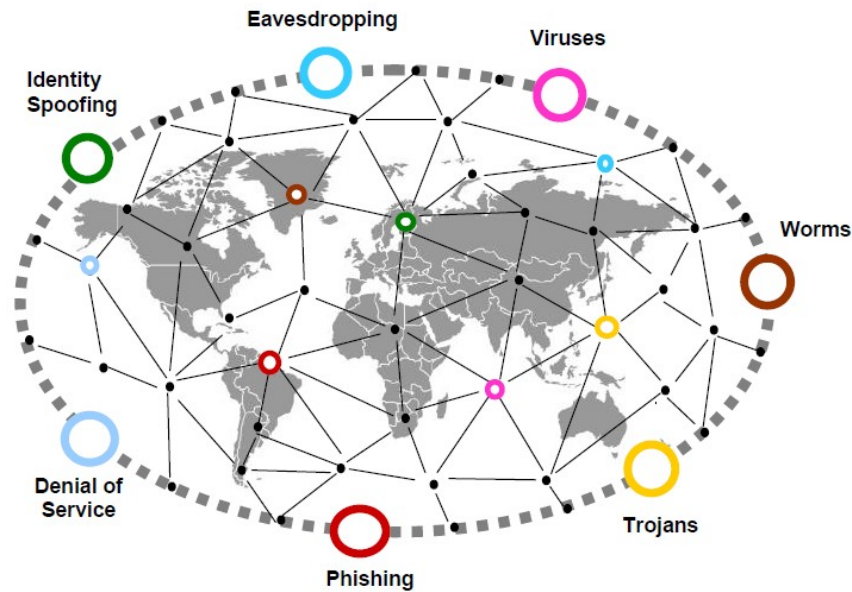 Eavesdropping
Viruses
Identity
Spoofing
Worms
Denial of
Service
Trojans
Phishing